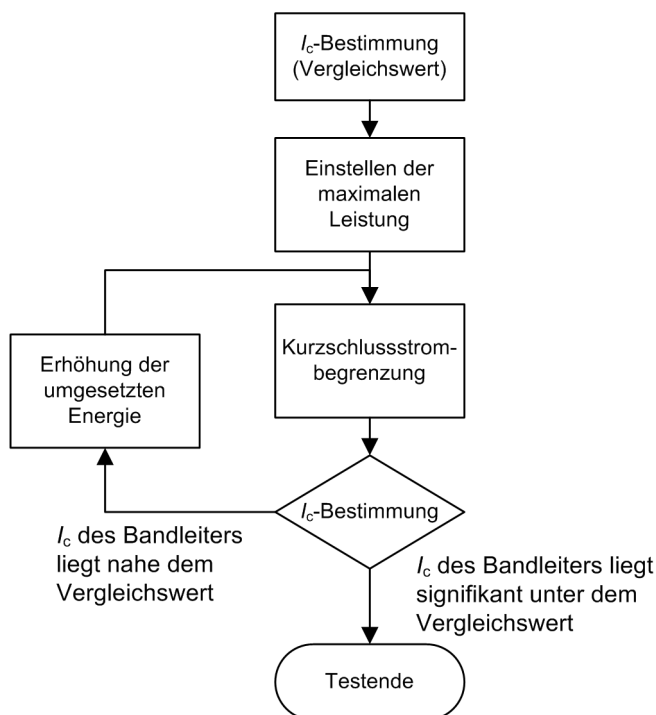 Ic-Bestimmung
(Vergleichswert)
Einstellen der
maximalen
Leistung
Kurzschlussstrom-
begrenzung
Erhöhung der
umgesetzten
Energie
Ic-Bestimmung
Ic des Bandleiters
liegt nahe dem
Vergleichswert
Ic des Bandleiters liegt
signifikant unter dem
Vergleichswert
Testende